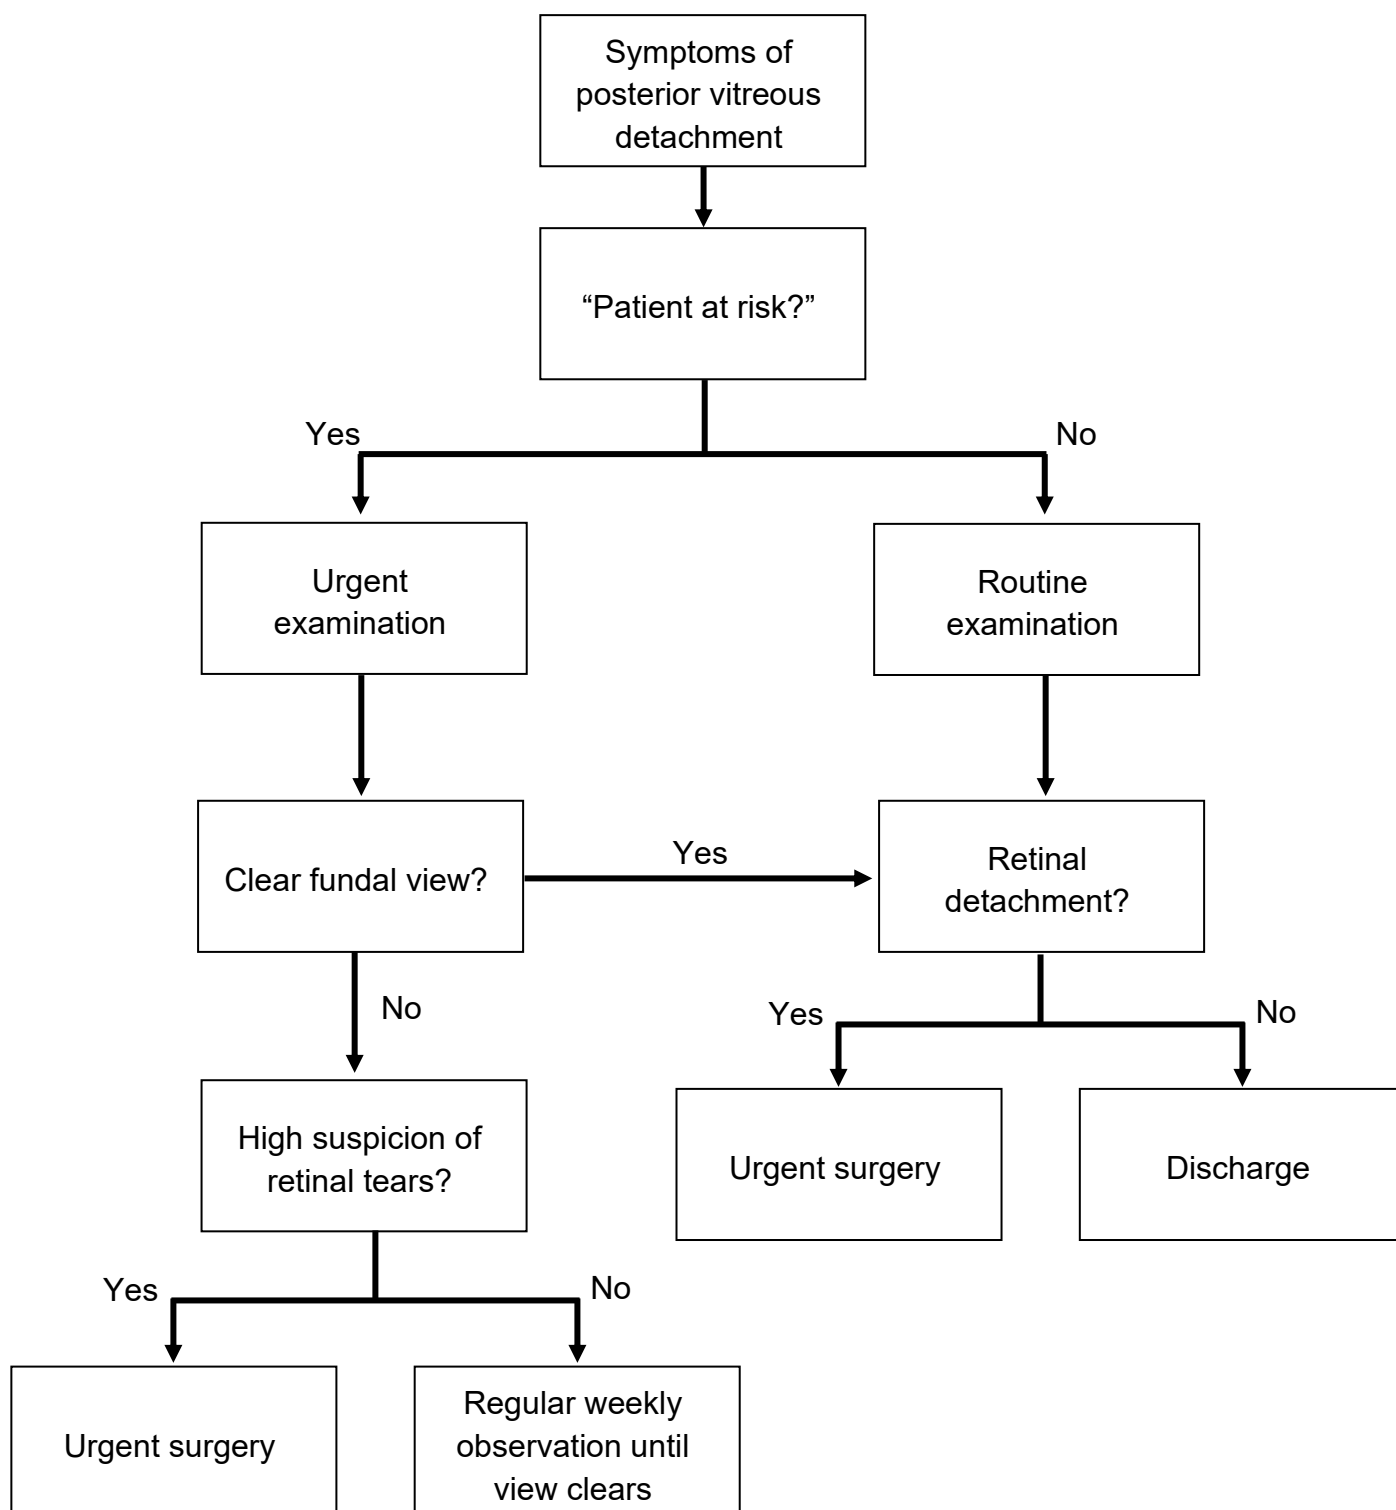 Symptoms of
posterior vitreous
detachment
“Patient at risk?”
Yes
No
Urgent
examination
Routine
examination
Clear fundal view?
Yes
Retinal
detachment?
No
Yes
No
High suspicion of
retinal tears?
Urgent surgery
Discharge
Yes
No
Urgent surgery
Regular weekly
observation until
view clears